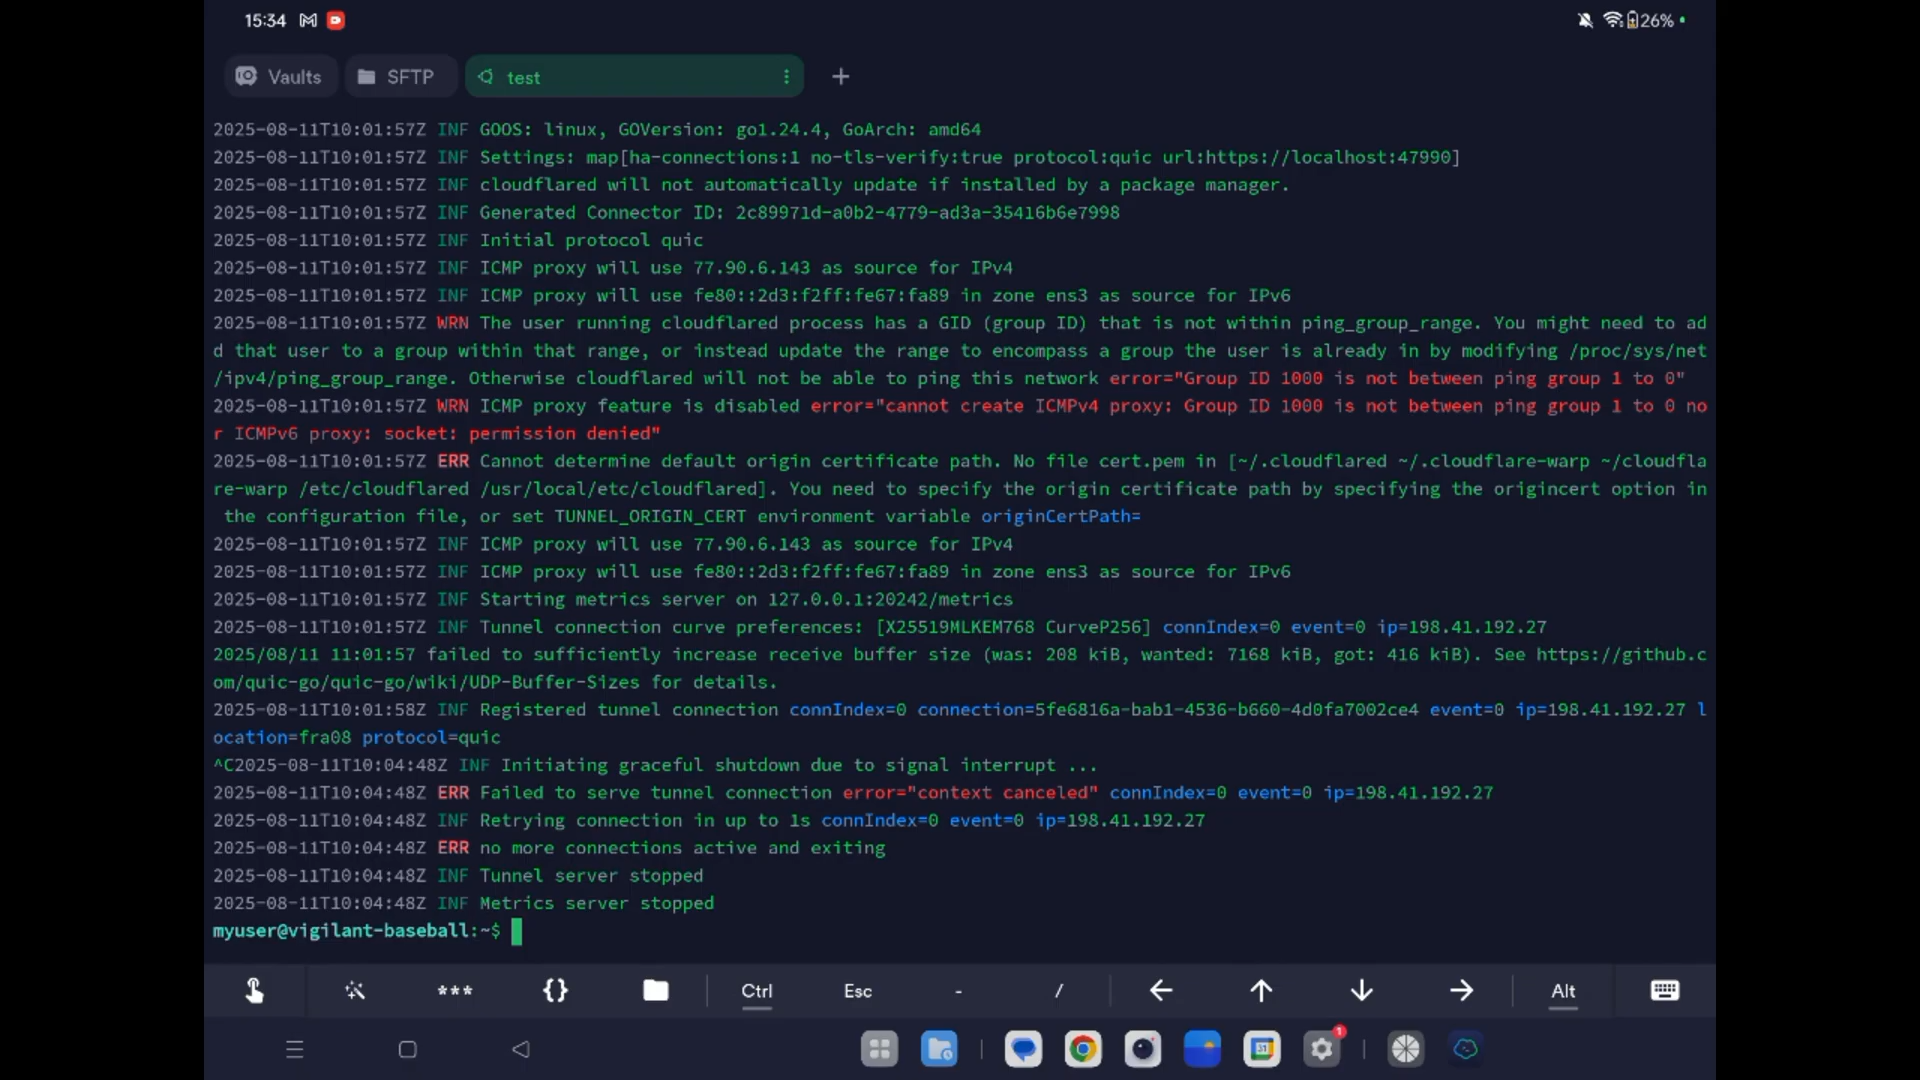 15:34
26%
Vaults
SFTP
test
2025-08-11T10:01:57Z INF GOOS: linux, GOVersion: go1.24.4, GoArch: amd64
2025-08-11T10:01:57Z INF Settings: map[ha-connections:1 no-tls-verify:true protocol:quic url:https://localhost:47990]
2025-08-11T10:01:57Z INF cloudflared will not automatically update if installed by a package manager.
2025-08-11T10:01:57Z INF Generated Connector ID: 2c89971d-a0b2-4779-ad3a-35416b6e7998
2025-08-11T10:01:57Z INF Initial protocol quic
2025-08-11T10:01:57Z INF ICMP proxy will use 77.90.6.143 as source for IPv4
2025-08-11T10:01:57Z INF ICMP proxy will use fe80::2d3:f2ff:fe67:fa89 in zone ens3 as source for IPv6
2025-08-11T10:01:57Z WRN The user running cloudflared process has a GID (group ID) that is not within ping_group_range. You might need to ad
d that user to a group within that range, or instead update the range to encompass a group the user is already in by modifying /proc/sys/net
/ipv4/ping_group_range. Otherwise cloudflared will not be able to ping this network error="Group ID 1000 is not between ping group 1 to 0"
2025-08-11T10:01:57Z WRN ICMP proxy feature is disabled error="cannot create ICMPv4 proxy: Group ID 1000 is not between ping group 1 to 0 no
r ICMPv6 proxy: socket: permission denied"
2025-08-11T10:01:57Z ERR Cannot determine default origin certificate path. No file cert.pem in [~/.cloudflared ~/.cloudflare-warp ~/cloudfla
re-warp /etc/cloudflared /usr/local/etc/cloudflared]. You need to specify the origin certificate path by specifying the origincert option in
the configuration file, or set TUNNEL_ORIGIN_CERT environment variable originCertPath=
2025-08-11T10:01:57Z INF ICMP proxy will use 77.90.6.143 as source for IPv4
2025-08-11T10:01:57Z INF ICMP proxy will use fe80::2d3:f2ff:fe67:fa89 in zone ens3 as source for IPv6
2025-08-11T10:01:57Z INF Starting metrics server on 127.0.0.1:20242/metrics
2025-08-11T10:01:57Z INF Tunnel connection curve preferences: [X25519MLKEM768 CurveP256] connIndex=0 event=0 ip=198.41.192.27
2025/08/11 11:01:57 failed to sufficiently increase receive buffer size (was: 208 kiB, wanted: 7168 kiB, got: 416 kiB). See https://github.c
om/quic-go/quic-go/wiki/UDP-Buffer-Sizes for details.
2025-08-11T10:01:58Z INF Registered tunnel connection connIndex=0 connection=5fe6816a-bab1-4536-b660-4d0fa7002ce4 event=0 ip=198.41.192.27 l
ocation=fra08 protocol=quic
^C2025-08-11T10:04:48Z INF Initiating graceful shutdown due to signal interrupt ...
2025-08-11T10:04:48Z ERR Failed to serve tunnel connection error="context canceled" connIndex=0 event=0 ip=198.41.192.27
2025-08-11T10:04:48Z INF Retrying connection in up to 1s connIndex=0 event=0 ip=198.41.192.27
2025-08-11T10:04:48Z ERR no more connections active and exiting
2025-08-11T10:04:48Z INF Tunnel server stopped
2025-08-11T10:04:48Z INF Metrics server stopped
myuser@vigilant-baseball:~$
*** {} Ctrl Esc - / Alt
31
1